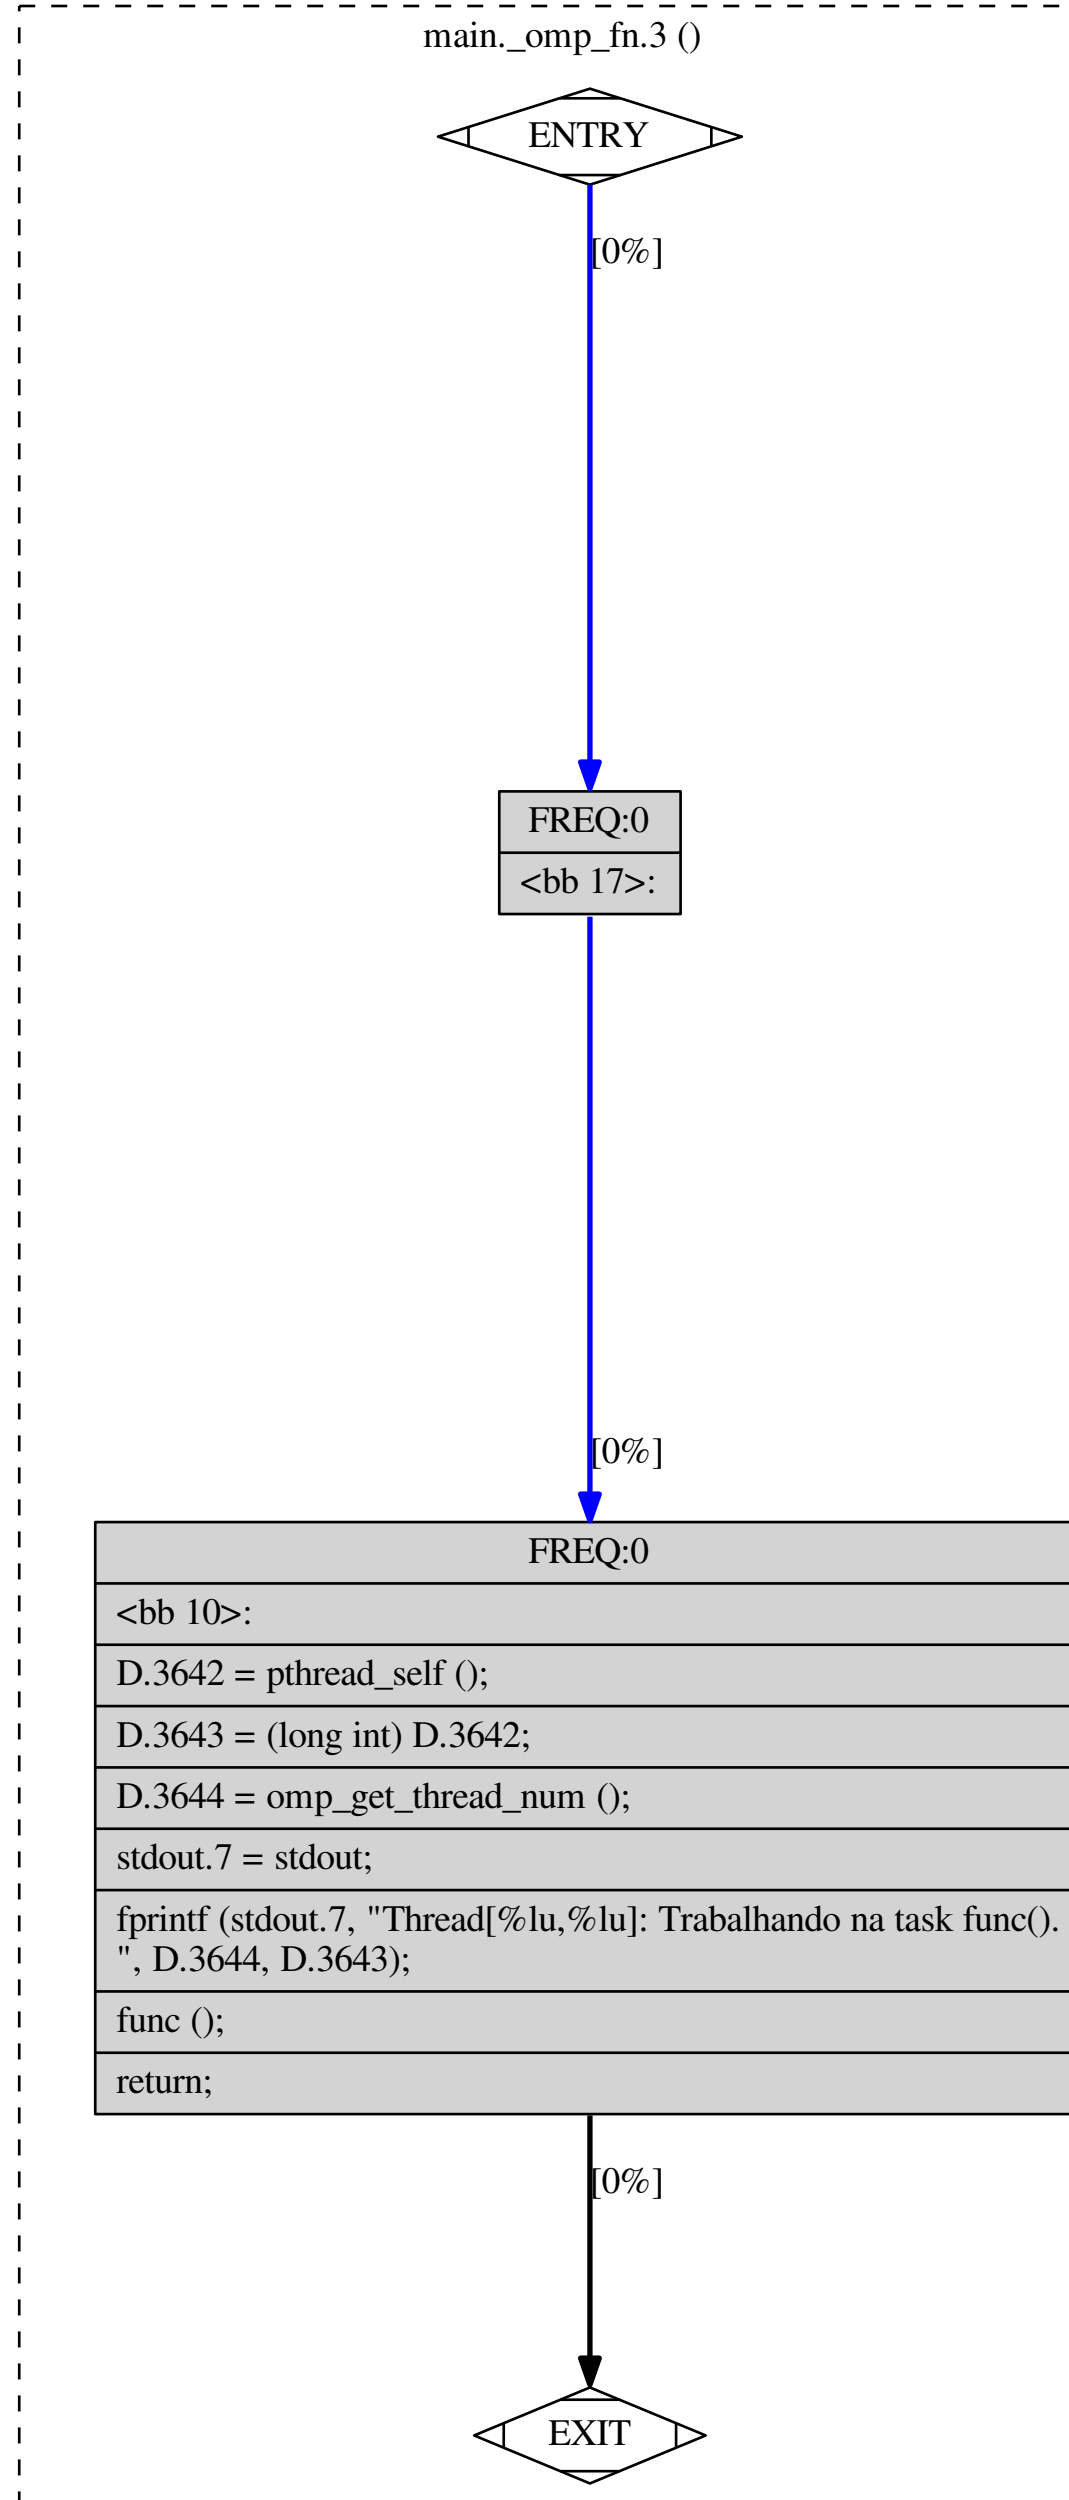 main._omp_fn.3 ()
ENTRY
[0%]
FREQ:0
<bb 17>:
[0%]
FREQ:0
<bb 10>:
D.3642 = pthread_self ();
D.3643 = (long int) D.3642;
D.3644 = omp_get_thread_num ();
stdout.7 = stdout;
fprintf (stdout.7, "Thread[%lu,%lu]: Trabalhando na task func().
", D.3644, D.3643);
func ();
return;
[0%]
EXIT